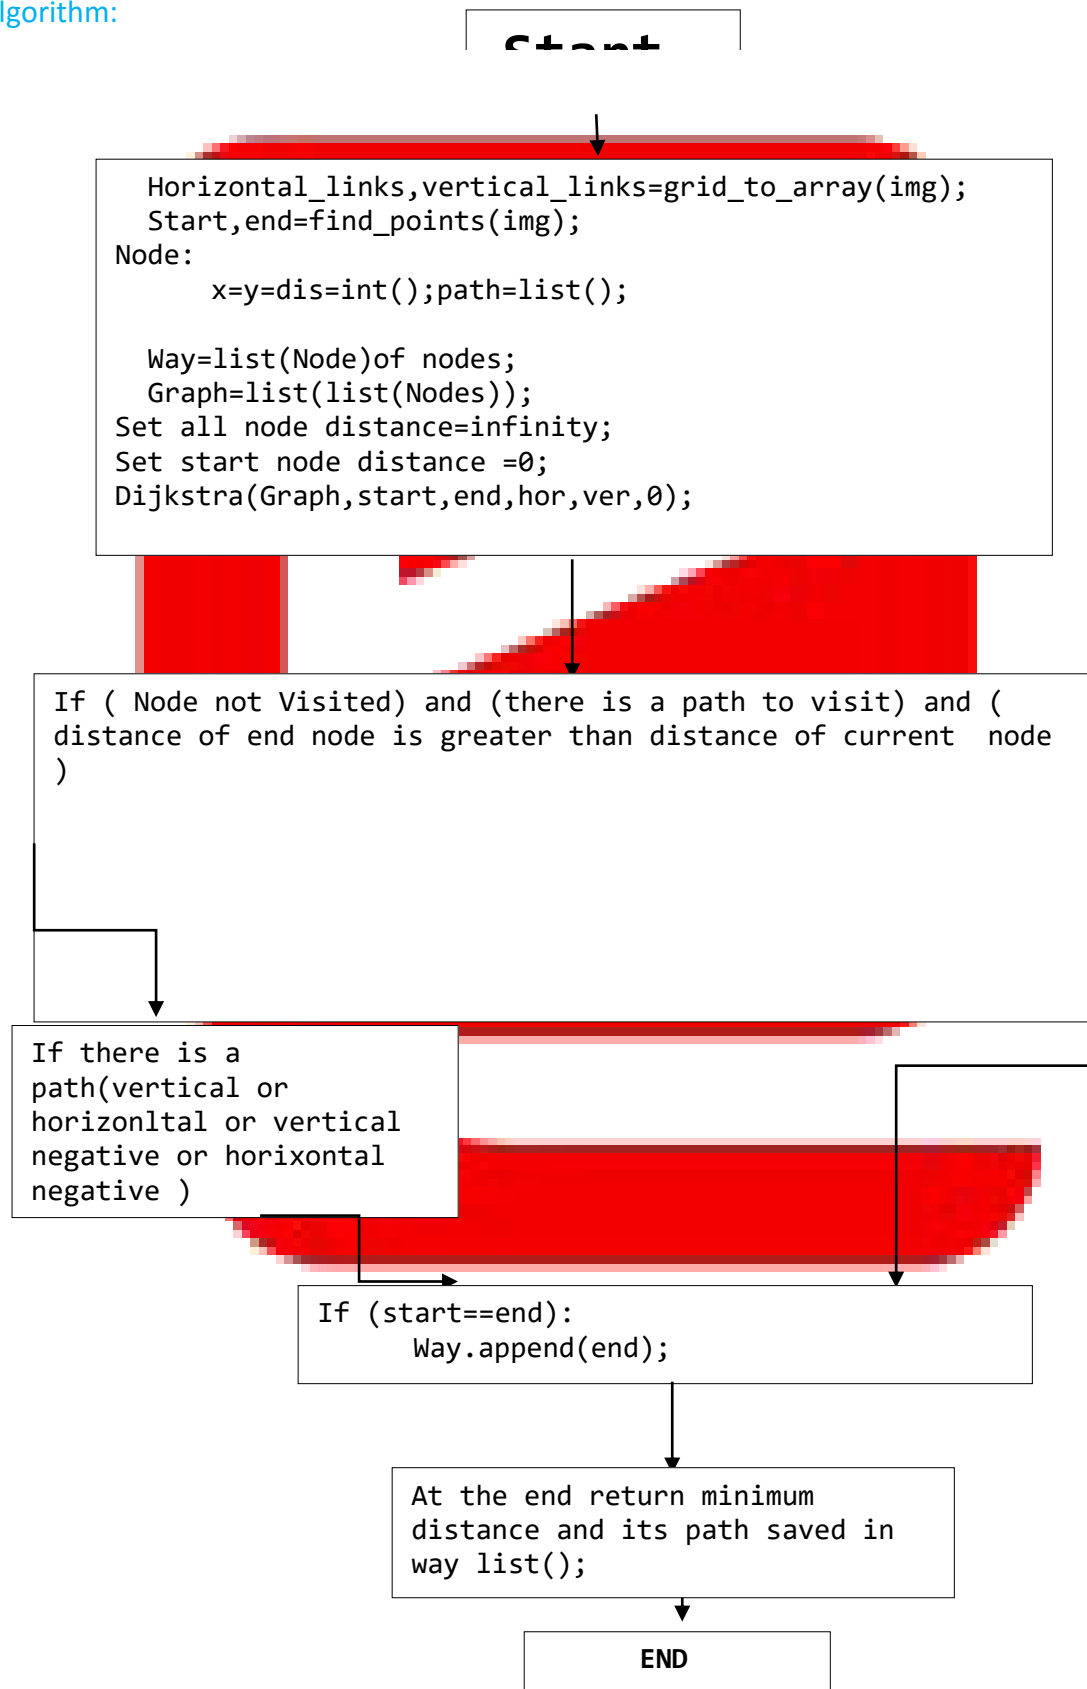 lgorithm:
Start
Horizontal_links,vertical_links=grid_to_array(img);
Start,end=find_points(img);
Node:
x=y=dis=int();path=list();
Way=list(Node)of nodes;
Graph=list(list(Nodes));
Set all node distance=infinity;
Set start node distance =0;
Dijkstra(Graph,start,end,hor,ver,0);
If ( Node not Visited) and (there is a path to visit) and (
distance of end node is greater than distance of current  node
)
If there is a
path(vertical or
horizonltal or vertical
negative or horixontal
negative )
If (start==end):
Way.append(end);
At the end return minimum
distance and its path saved in
way list();
END